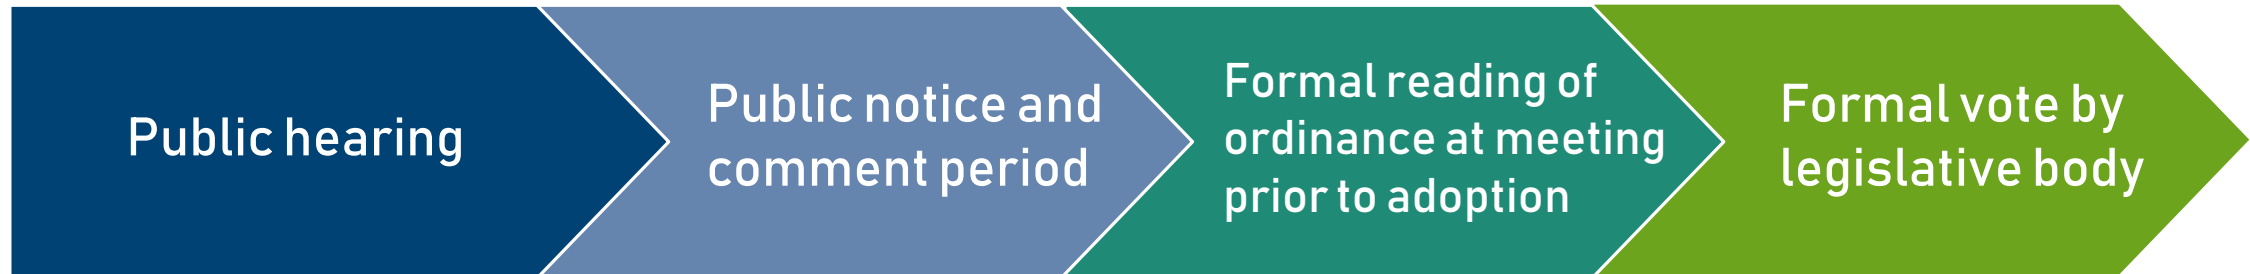 Public hearing
Public notice and
comment period
Formal reading of
ordinance at meeting
prior to adoption
Formal vote by
legislative body